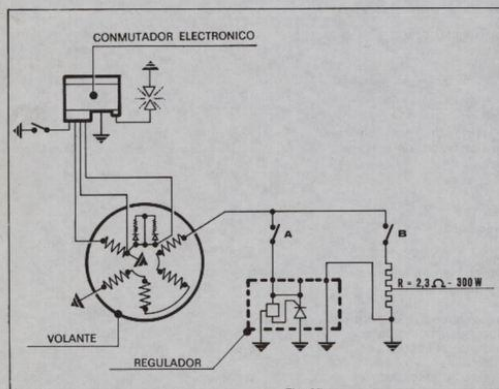 CONMUTADOR ELECTRONICO
A
B
R = 2,3 Ω - 300 W
VOLANTE
REGULADOR